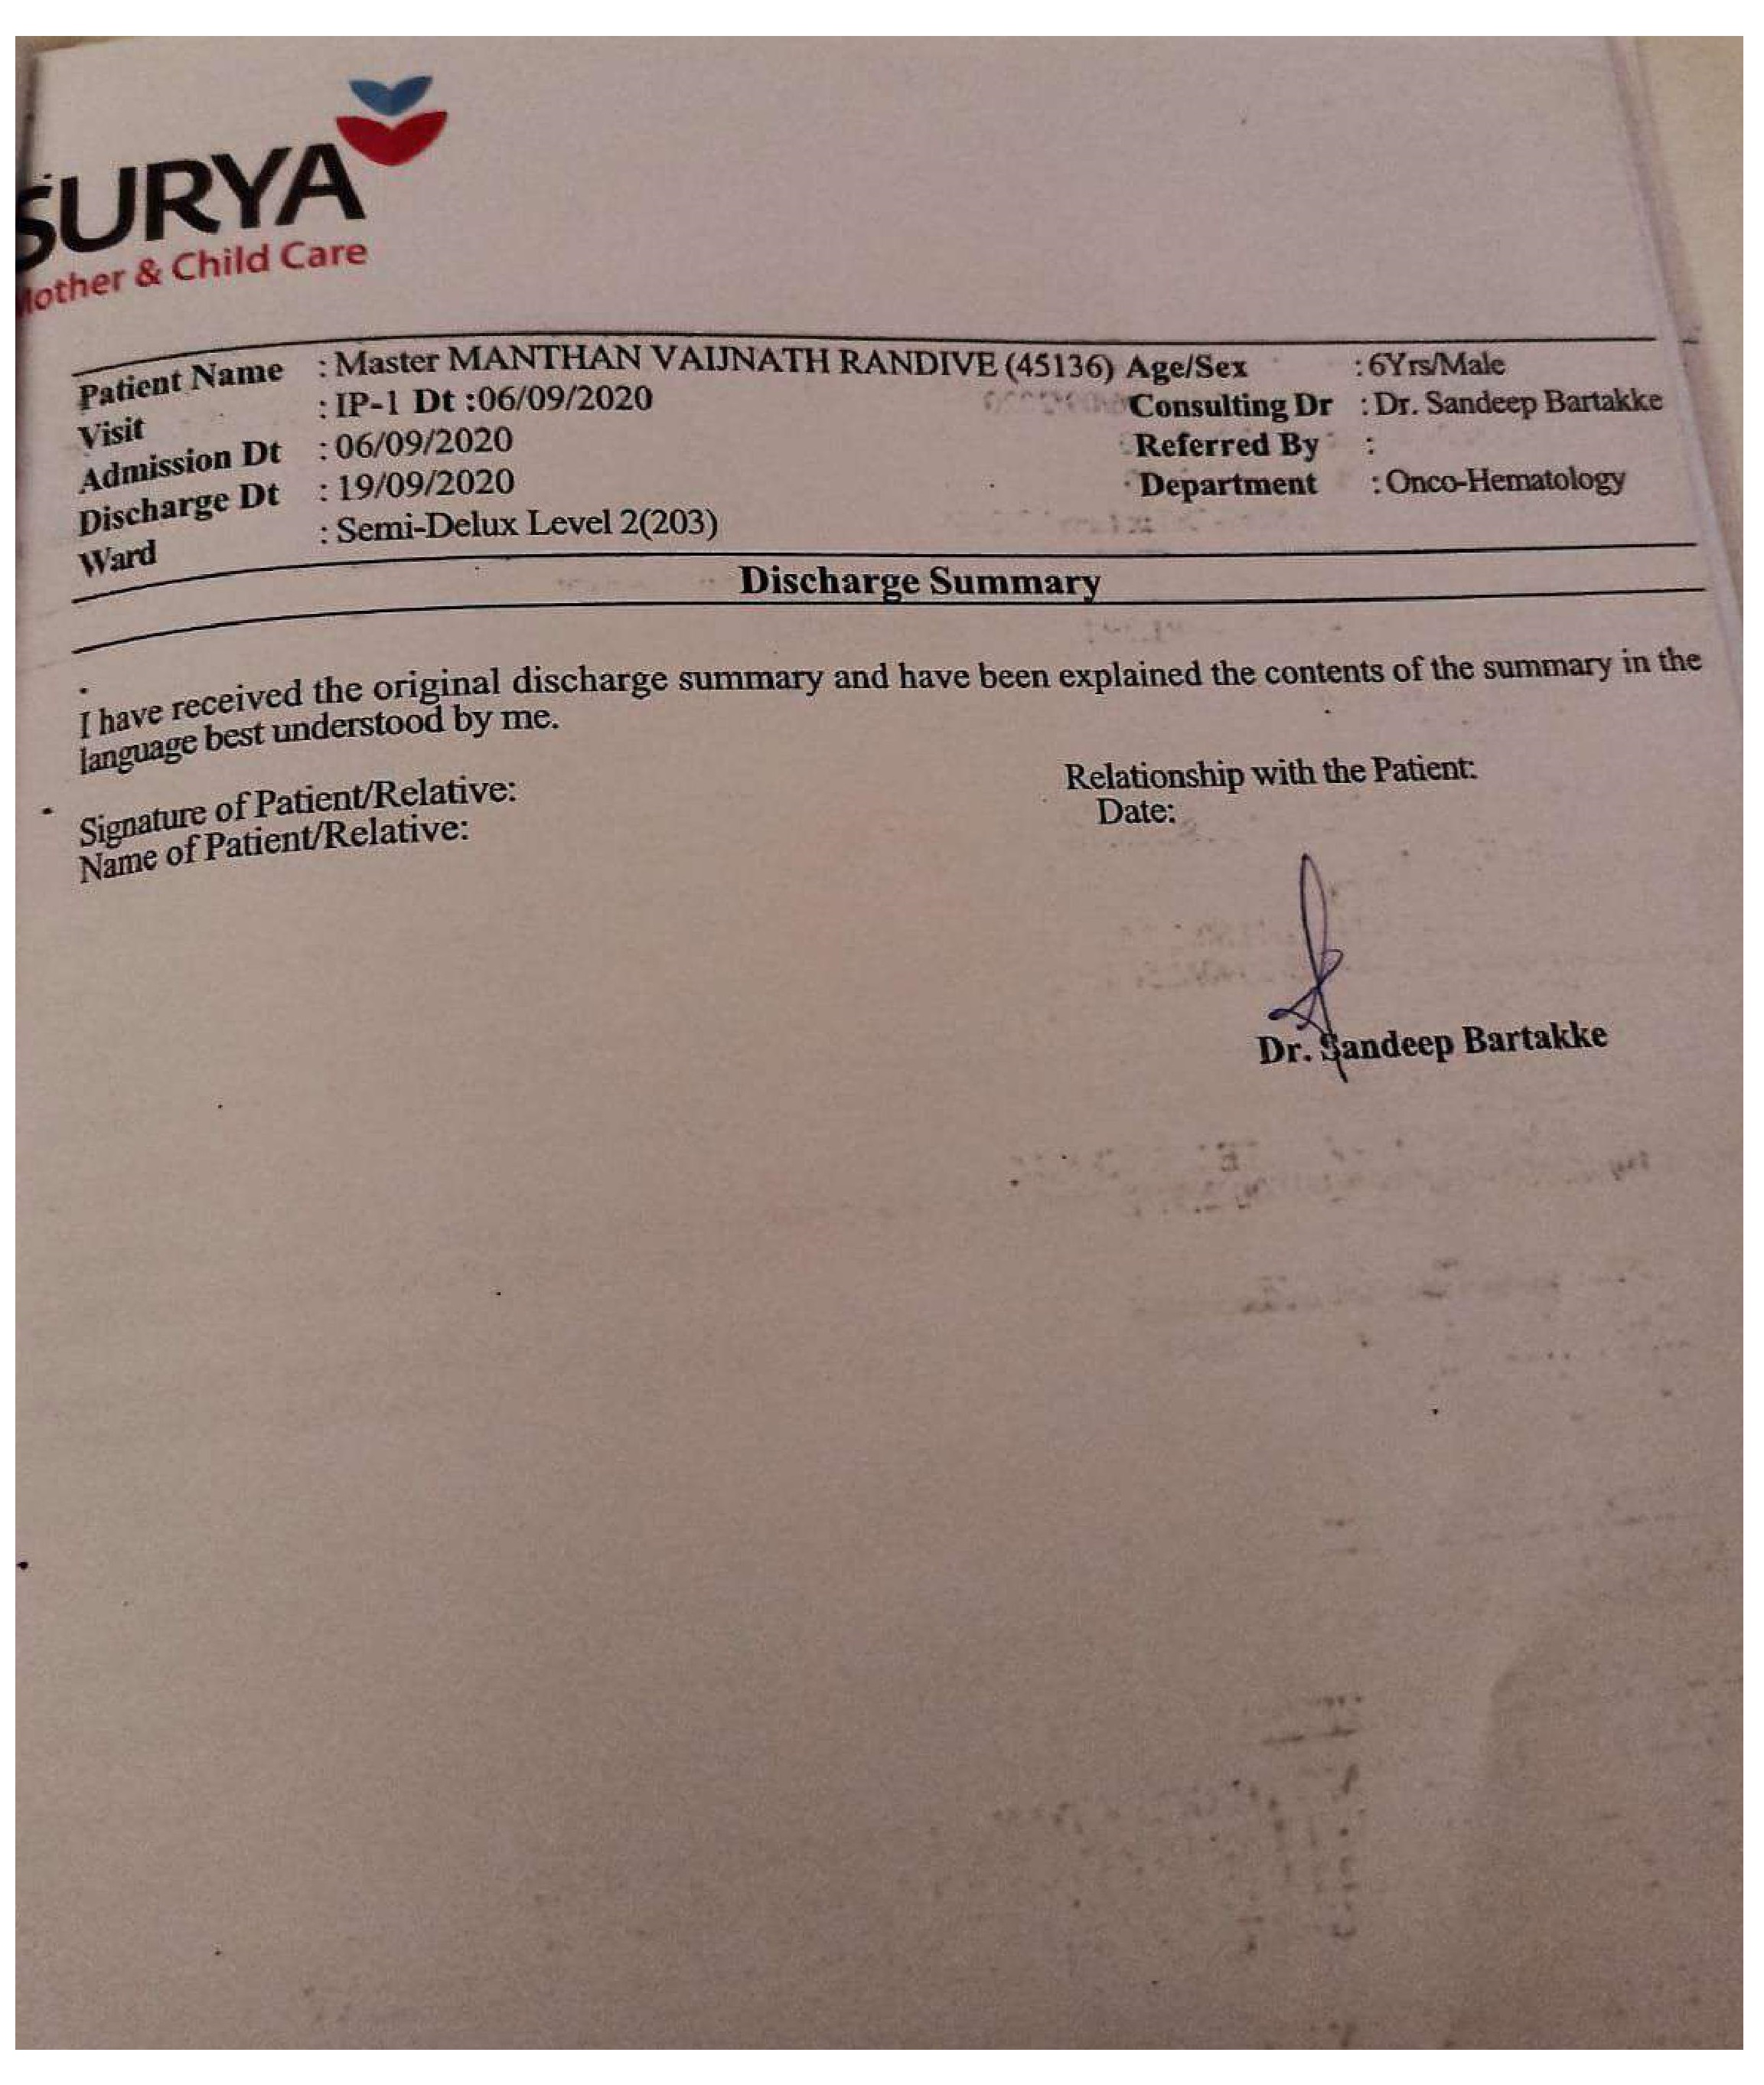 SURYA
Mother & Child Care
Patient Name : Master MANTHAN VAIJNATH RANDIVE (45136) Age/Sex : 6Yrs/Male
Visit : IP-1 Dt :06/09/2020 Consulting Dr : Dr. Sandeep Bartakke
Admission Dt : 06/09/2020 Referred By :
Discharge Dt : 19/09/2020 Department : Onco-Hematology
Ward : Semi-Delux Level 2(203)
Discharge Summary
I have received the original discharge summary and have been explained the contents of the summary in the
language best understood by me.
Signature of Patient/Relative: Relationship with the Patient:
Name of Patient/Relative: Date:
Dr. Sandeep Bartakke